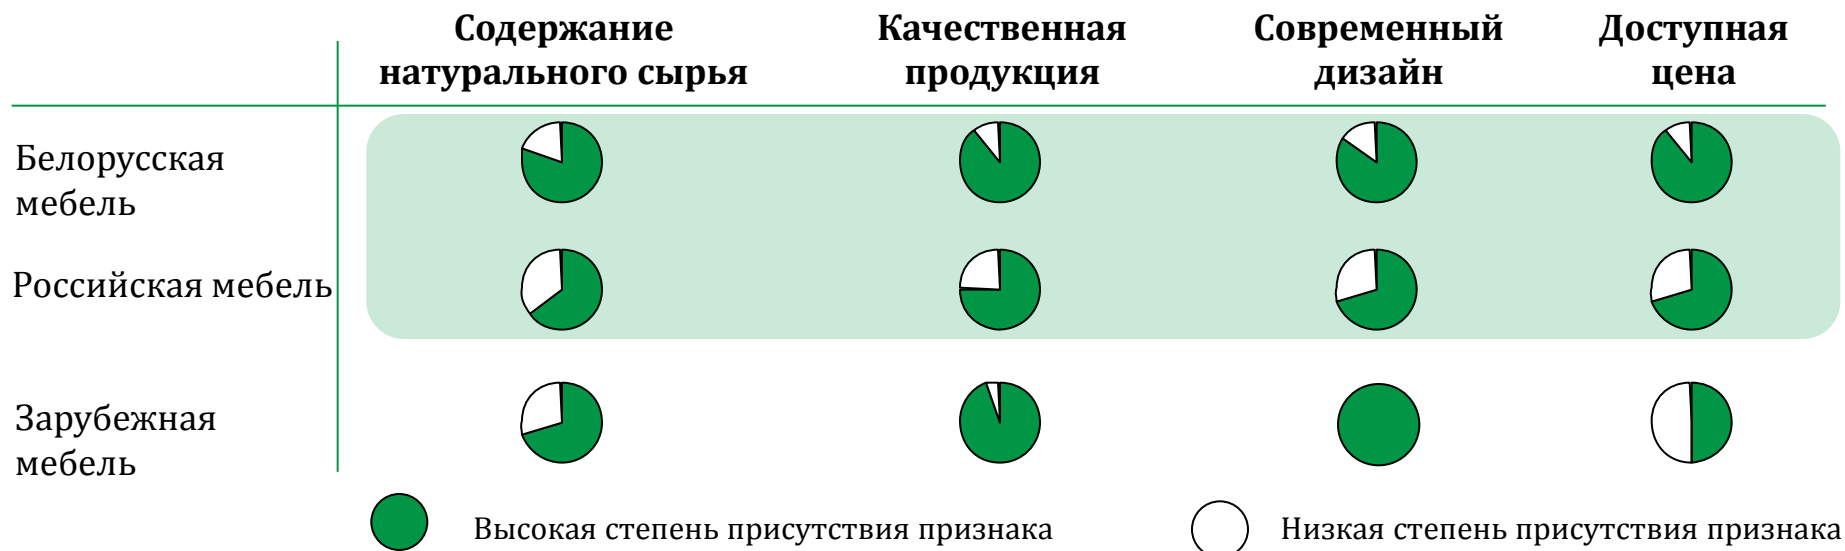 Содержание
натурального сырья
Качественная
продукция
Современный
дизайн
Доступная
цена
Белорусская
мебель
Российская мебель
Зарубежная
мебель
Высокая степень присутствия признака
Низкая степень присутствия признака